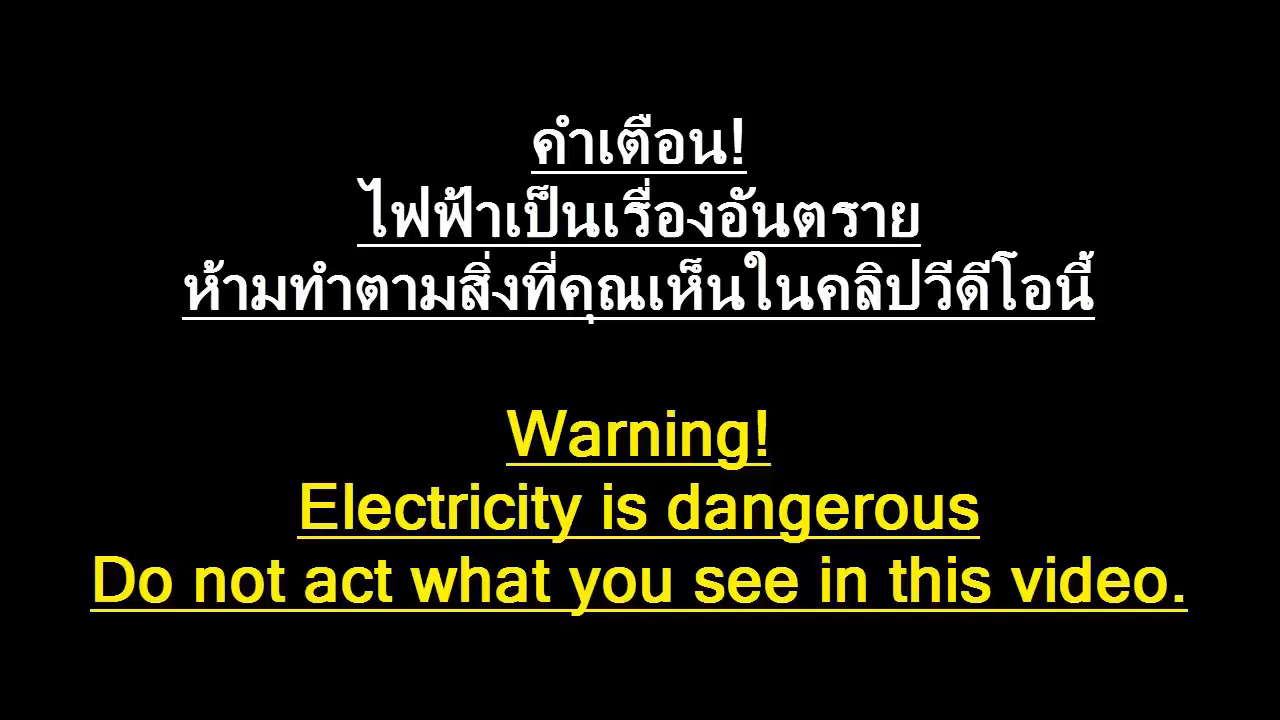 คำเตือน!
ไฟฟ้าเป็นเรื่องอันตราย
ห้ามทำตามสิ่งที่คุณเห็นในคลิปวีดีโอนี้
Warning!
Electricity is dangerous
Do not act what you see in this video.